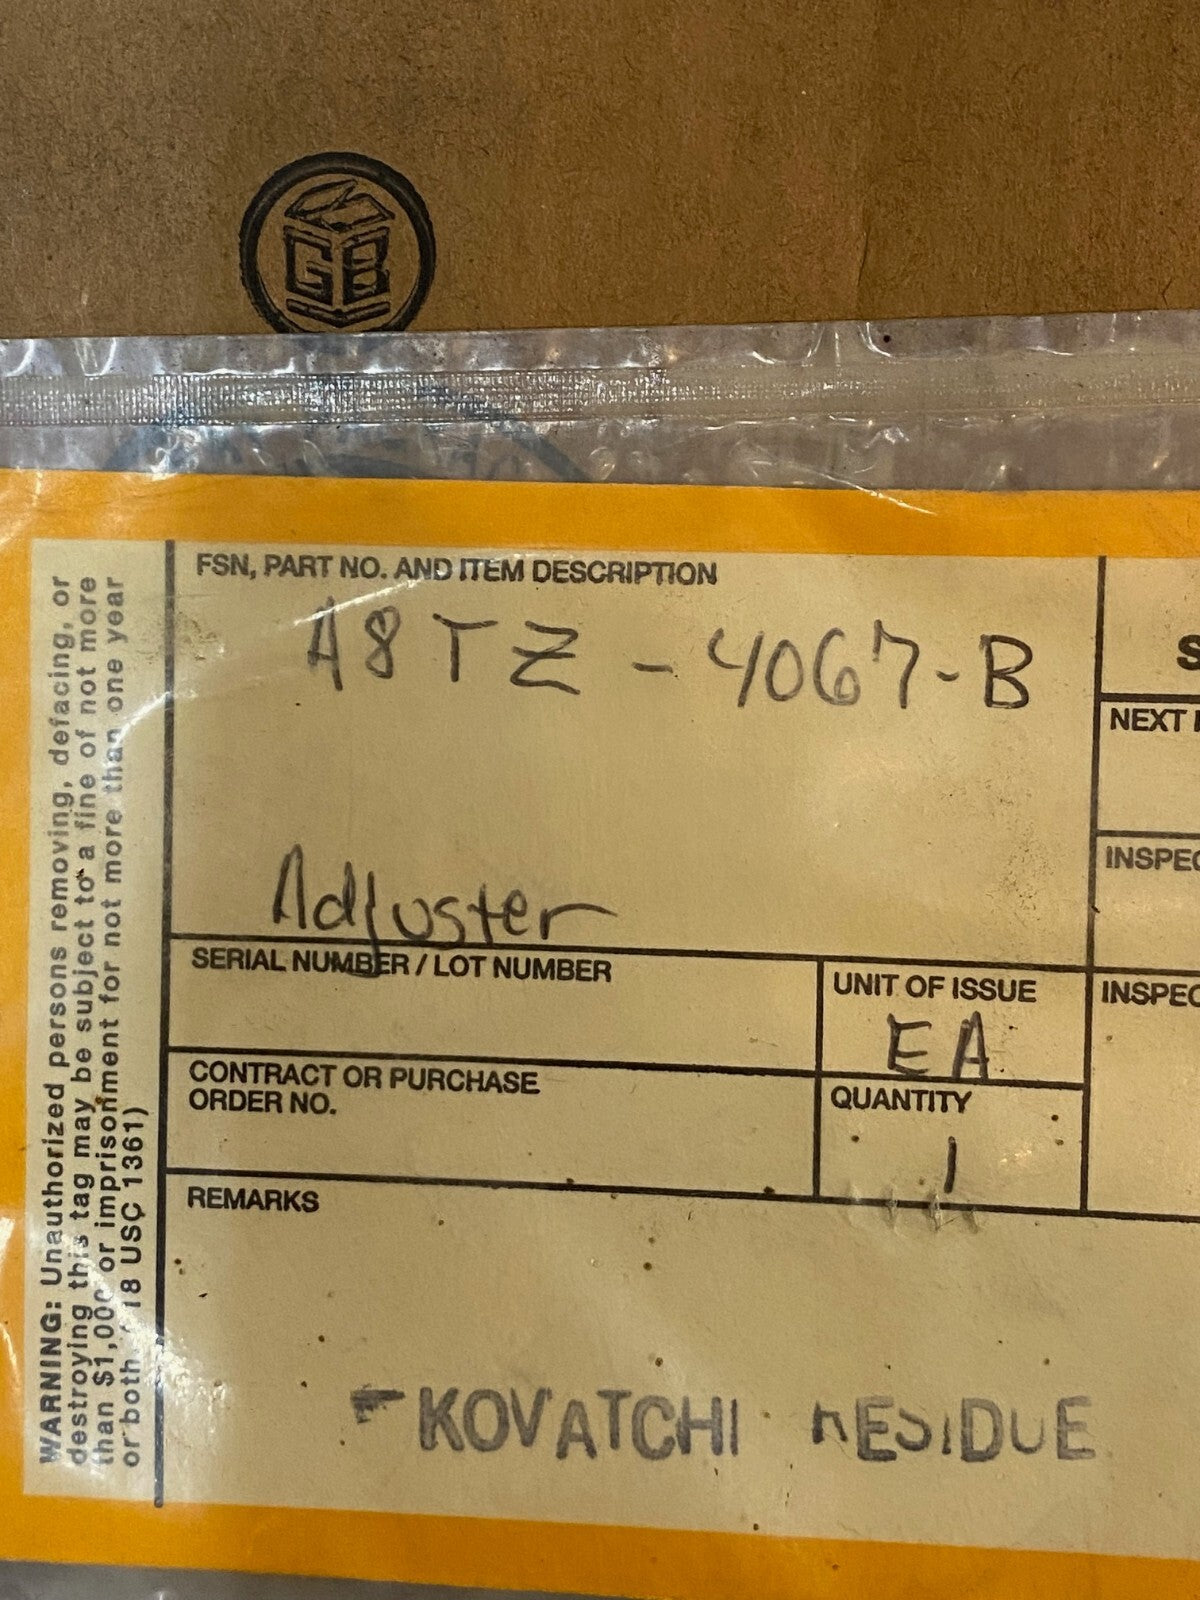 GB
FSN, PART NO. AND ITEM DESCRIPTION
A8TZ-4067-B
Adjuster
SERIAL NUMBER / LOT NUMBER
UNIT OF ISSUE
EA
CONTRACT OR PURCHASE
ORDER NO.
QUANTITY
1
REMARKS
KOVATCHI RESIDUE
S
NEXT
INSPEC
INSPEC
WARNING: Unauthorized persons removing, defacing, or
destroying this tag may be subject to a fine of not more
than $1,000 or imprisonment for not more than one year
or both (18 USC 1361)